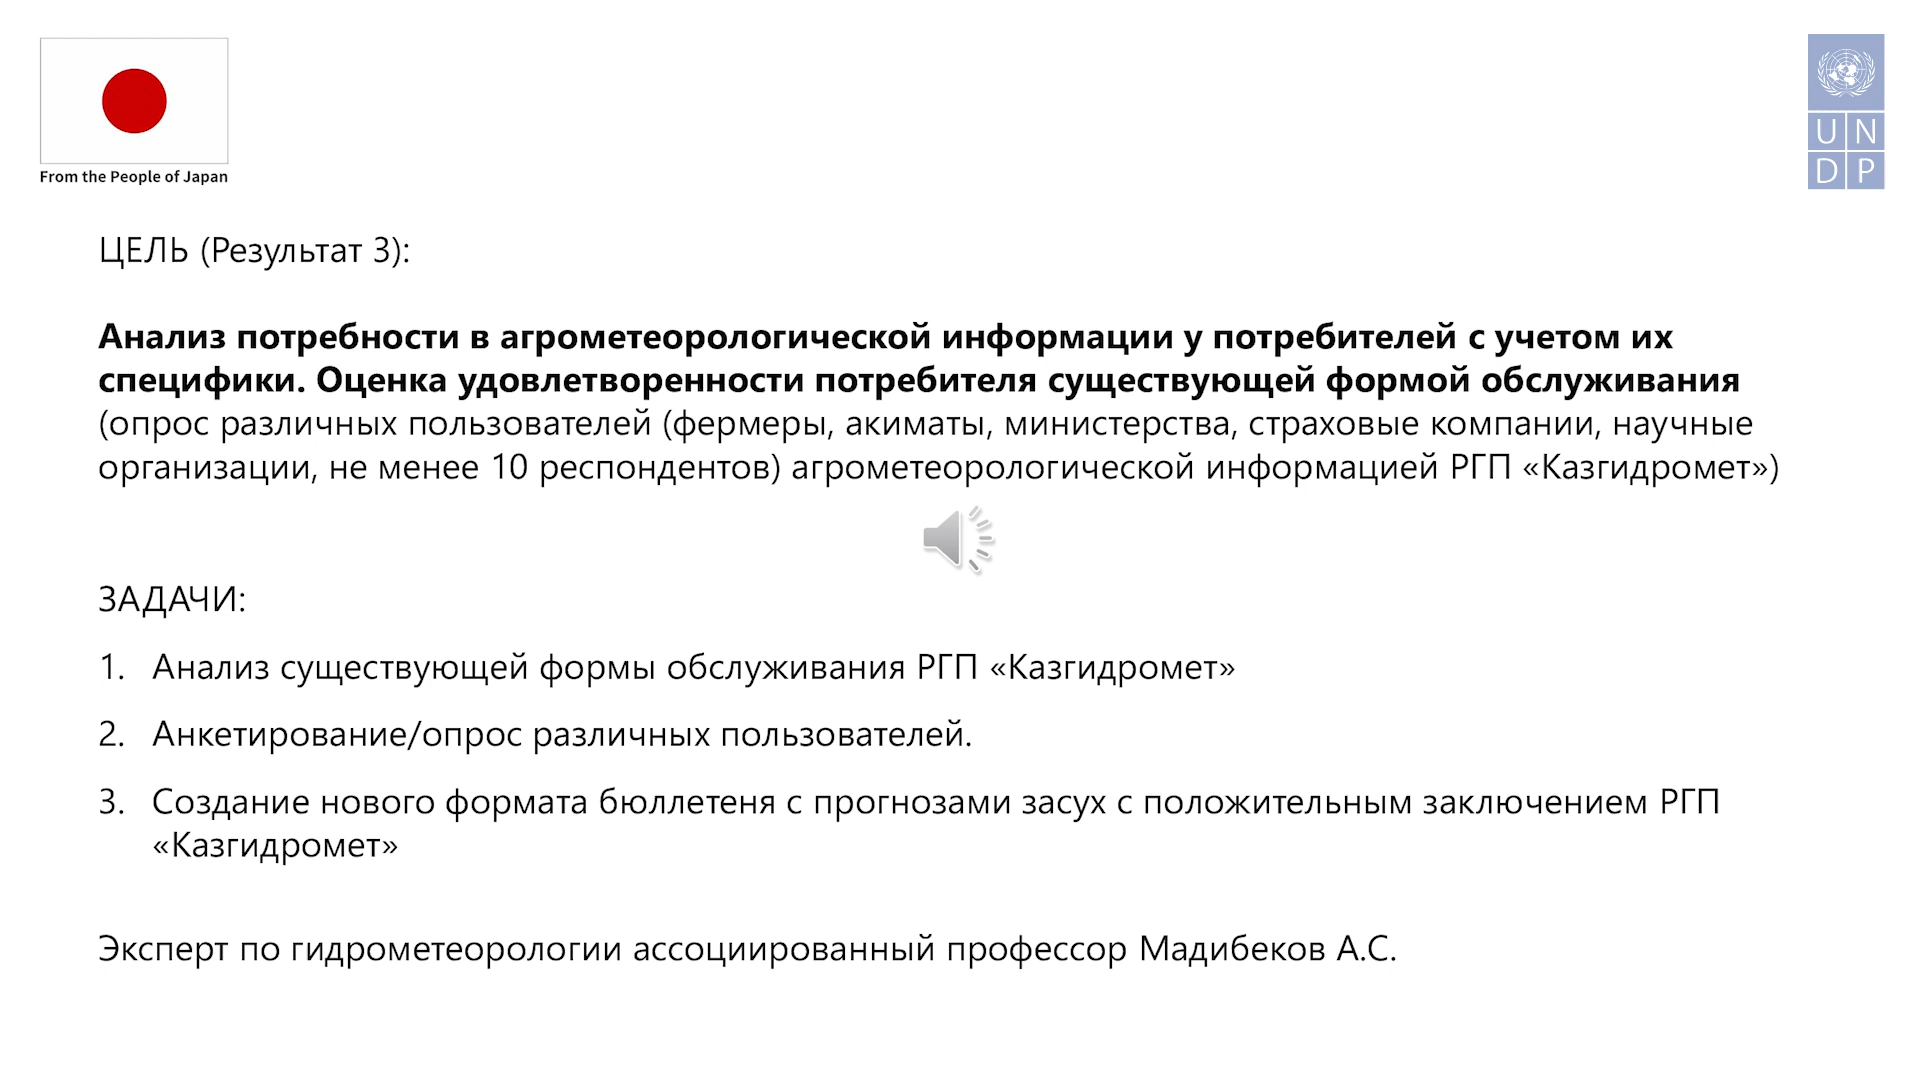 From the People of Japan
U N
D P
ЦЕЛЬ (Результат 3):
Анализ потребности в агрометеорологической информации у потребителей с учетом их
специфики. Оценка удовлетворенности потребителя существующей формой обслуживания
(опрос различных пользователей (фермеры, акиматы, министерства, страховые компании, научные
организации, не менее 10 респондентов) агрометеорологической информацией РГП «Казгидромет»)
ЗАДАЧИ:
1. Анализ существующей формы обслуживания РГП «Казгидромет»
2. Анкетирование/опрос различных пользователей.
3. Создание нового формата бюллетеня с прогнозами засух с положительным заключением РГП
«Казгидромет»
Эксперт по гидрометеорологии ассоциированный профессор Мадибеков А.С.